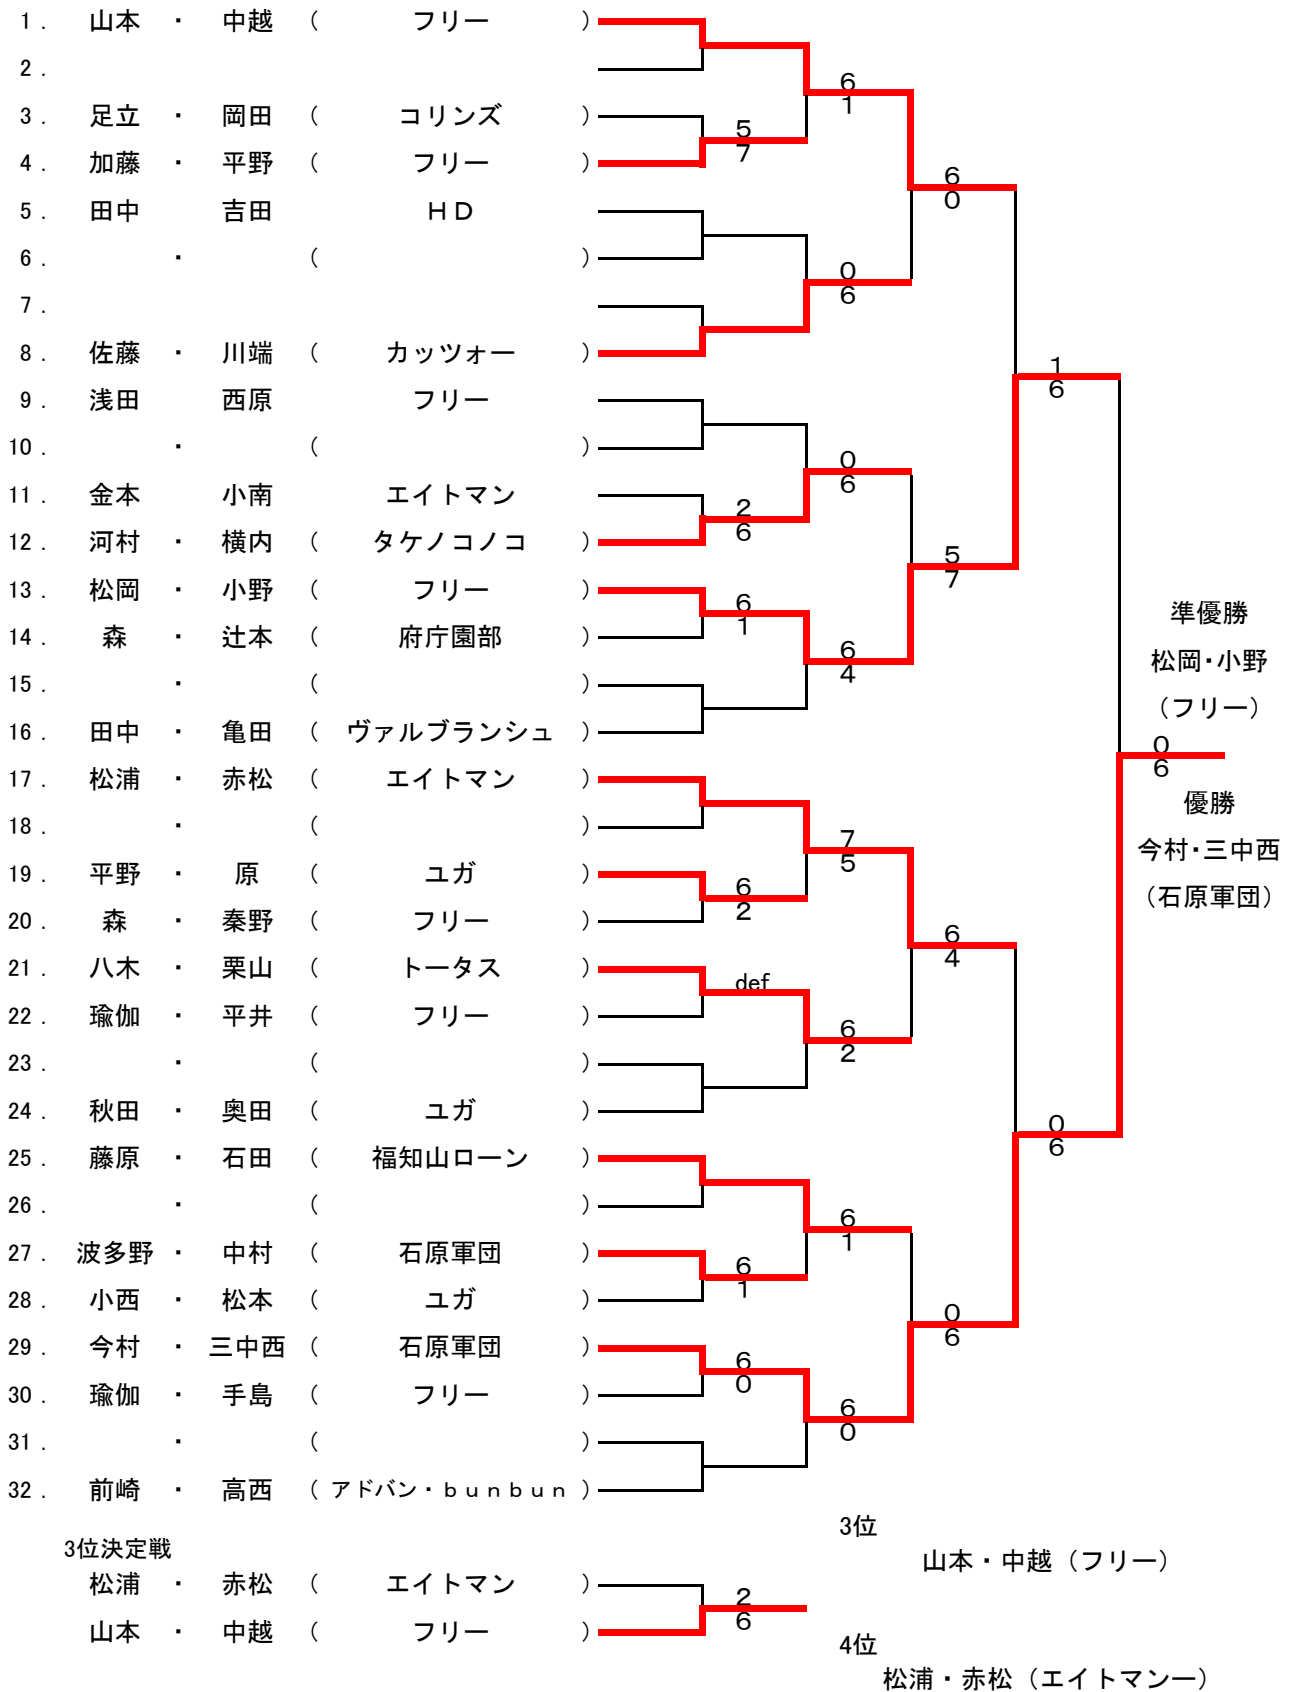 1． 山本 ・ 中越 （ フリー ）
2．
3． 足立 ・ 岡田 （ コリンズ ）
4． 加藤 ・ 平野 （ フリー ）
5． 田中 吉田 ＨＤ
6． ・ （ ）
7．
8． 佐藤 ・ 川端 （ カッツォー ）
9． 浅田 西原 フリー
10． ・ （ ）
11． 金本 小南 エイトマン
12． 河村 ・ 横内 （ タケノコノコ ）
13． 松岡 ・ 小野 （ フリー ）
14． 森 ・ 辻本 （ 府庁園部 ）
15． ・ （ ）
16． 田中 ・ 亀田 （ ヴァルブランシュ ）
17． 松浦 ・ 赤松 （ エイトマン ）
18． ・ （ ）
19． 平野 ・ 原 （ ユガ ）
20． 森 ・ 秦野 （ フリー ）
21． 八木 ・ 栗山 （ トータス ）
22． 瑜伽 ・ 平井 （ フリー ）
23． ・ （ ）
24． 秋田 ・ 奥田 （ ユガ ）
25． 藤原 ・ 石田 （ 福知山ローン ）
26． ・ （ ）
27． 波多野 ・ 中村 （ 石原軍団 ）
28． 小西 ・ 松本 （ ユガ ）
29． 今村 ・ 三中西 （ 石原軍団 ）
30． 瑜伽 ・ 手島 （ フリー ）
31． ・ （ ）
32． 前崎 ・ 高西 （ アドバン・ｂｕｎｂｕｎ ）
5
7
2
6
6
1
6
2
def
6
1
6
0
6
1
0
6
0
6
6
4
7
5
6
2
6
1
6
0
6
0
5
7
6
4
0
6
1
6
0
6
0
6
準優勝
松岡・小野
（フリー）
優勝
今村・三中西
（石原軍団）
3位決定戦
松浦 ・ 赤松 （ エイトマン ）
山本 ・ 中越 （ フリー ）
2
6
3位
山本・中越（フリー）
4位
松浦・赤松（エイトマンー）